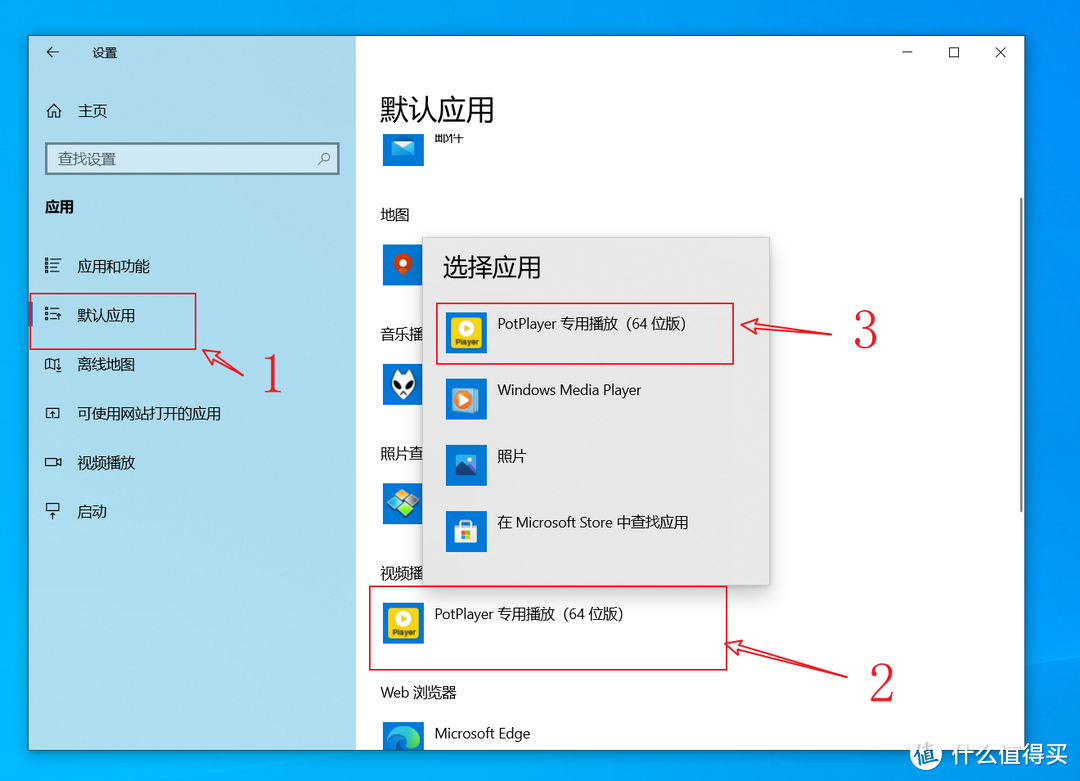 设置
主页
查找设置
应用
应用和功能
默认应用
1
离线地图
可使用网站打开的应用
视频播放
启动
默认应用
邮件
地图
音乐播
照片查
视频播
选择应用
PotPlayer 专用播放（64 位版）
3
Windows Media Player
照片
在 Microsoft Store 中查找应用
PotPlayer 专用播放（64 位版）
2
Web 浏览器
Microsoft Edge
Player
Player
值 什么值得买